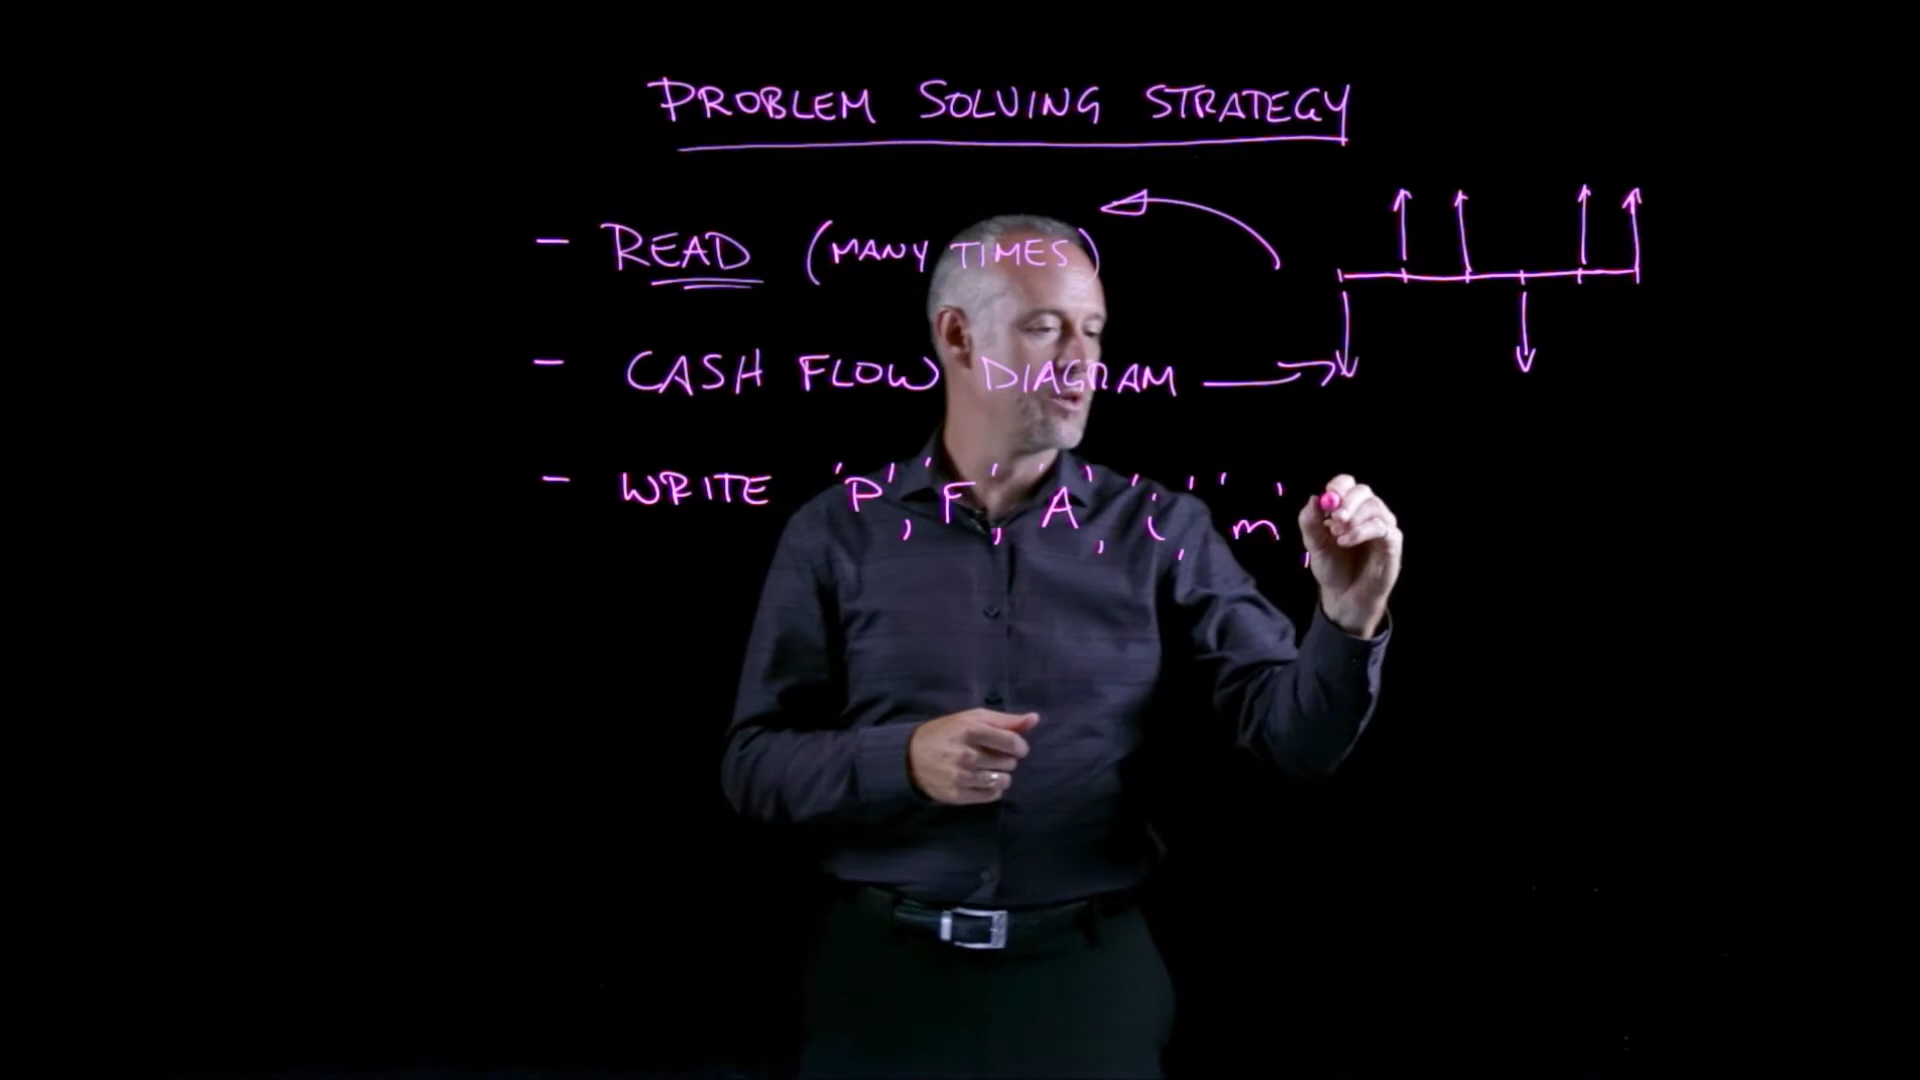 PROBLEM SOLVING STRATEGY
- READ (MANY TIMES)
- CASH FLOW DIAGRAM
- WRITE 'P', 'F', 'A', 'i', 'm',